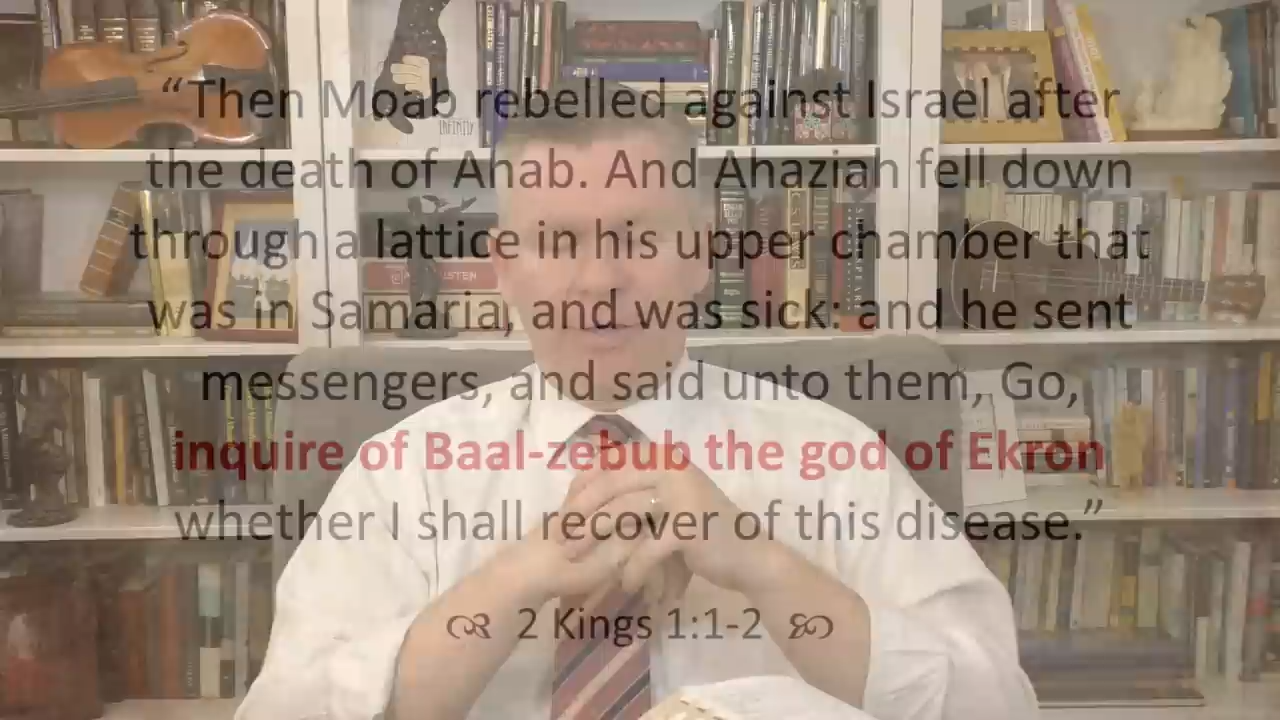 “Then Moab rebelled against Israel after
the death of Ahab. And Ahaziah fell down
through a lattice in his upper chamber that
was in Samaria, and was sick: and he sent
messengers, and said unto them, Go,
inquire of Baal-zebub the god of Ekron
whether I shall recover of this disease.”
2 Kings 1:1-2
INFINITY